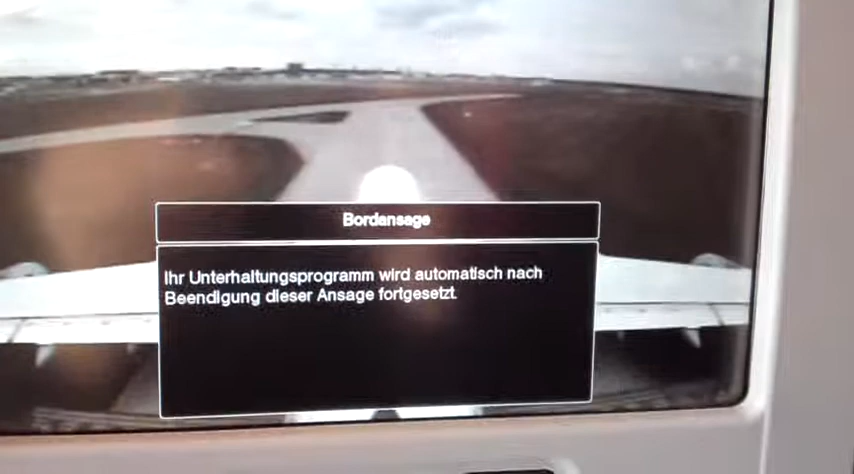 Bordansage
Ihr Unterhaltungsprogramm wird automatisch nach
Beendigung dieser Ansage fortgesetzt.